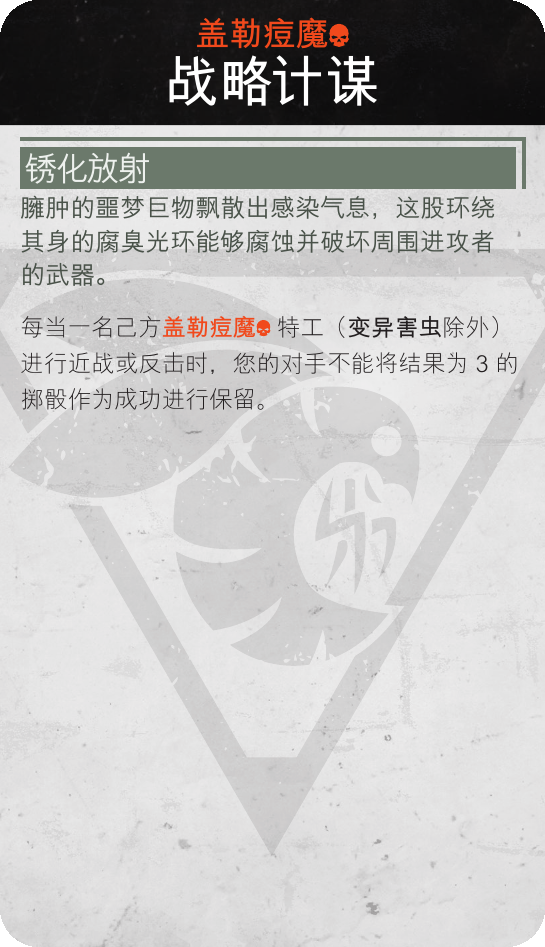 盖勒痘魔
战略计谋
锈化放射
臃肿的噩梦巨物飘散出感染气息，这股环绕
其身的腐臭光环能够腐蚀并破坏周围进攻者
的武器。
每当一名己方盖勒痘魔 特工（变异害虫除外）
进行近战或反击时，您的对手不能将结果为 3 的
掷骰作为成功进行保留。